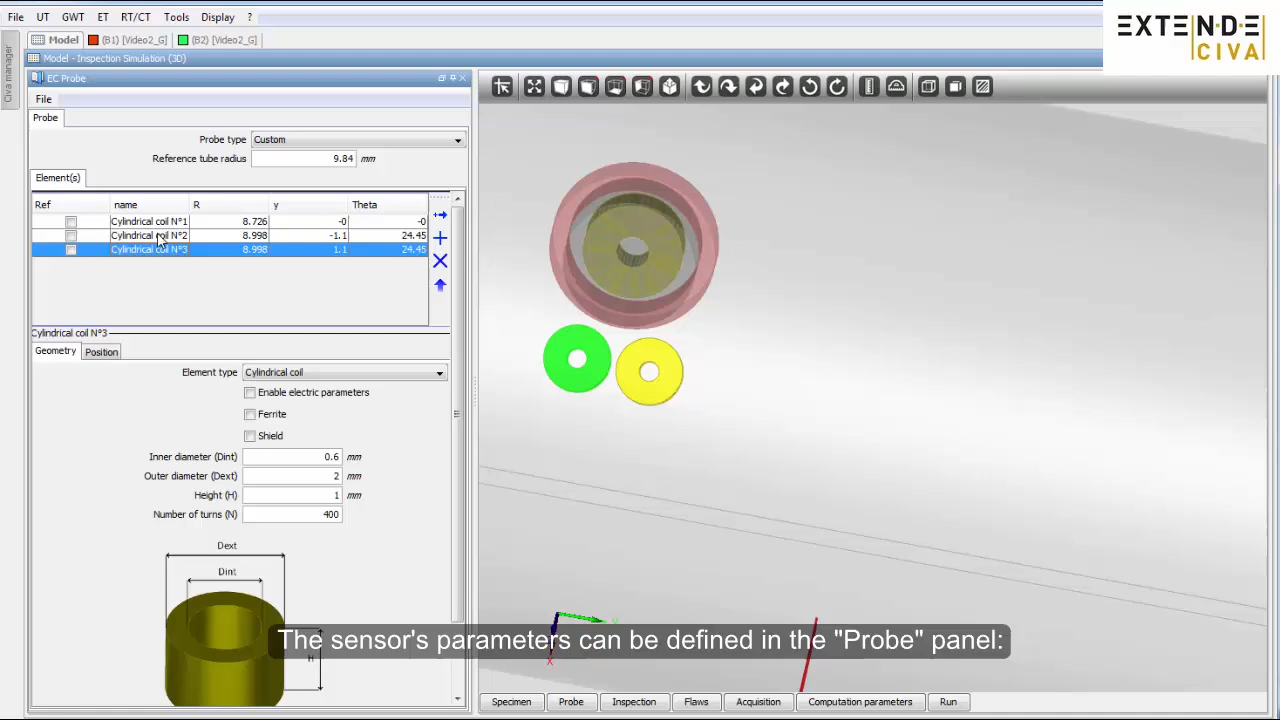 File UT GWT ET RT/CT Tools Display ?
EXTENDE
CIVA
Model (B1) [Video2_G] (B2) [Video2_G]
Civa manager
Model - Inspection Simulation (3D)
EC Probe
File
Probe
Probe type Custom
Reference tube radius 9.84 mm
Element(s)
Ref name R y Theta
Cylindrical coil N°1 8.726 -0 -0
Cylindrical coil N°2 8.998 -1.1 24.45
Cylindrical coil N°3 8.998 1.1 24.45
Cylindrical coil N°3
Geometry Position
Element type Cylindrical coil
Enable electric parameters
Ferrite
Shield
Inner diameter (Dint) 0.6 mm
Outer diameter (Dext) 2 mm
Height (H) 1 mm
Number of turns (N) 400
Dext
Dint
H
The sensor's parameters can be defined in the "Probe" panel:
X
Specimen Probe Inspection Flaws Acquisition Computation parameters Run